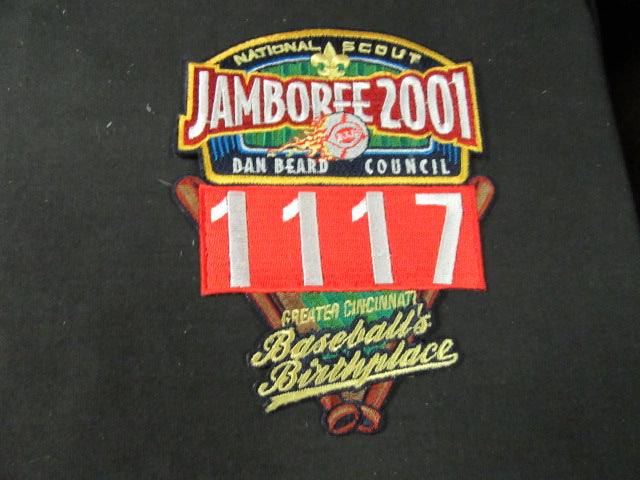 NATIONAL SCOUT
JAMBOREE 2001
DAN BEARD COUNCIL
1117
GREATER CINCINNATI
Baseball's
Birthplace